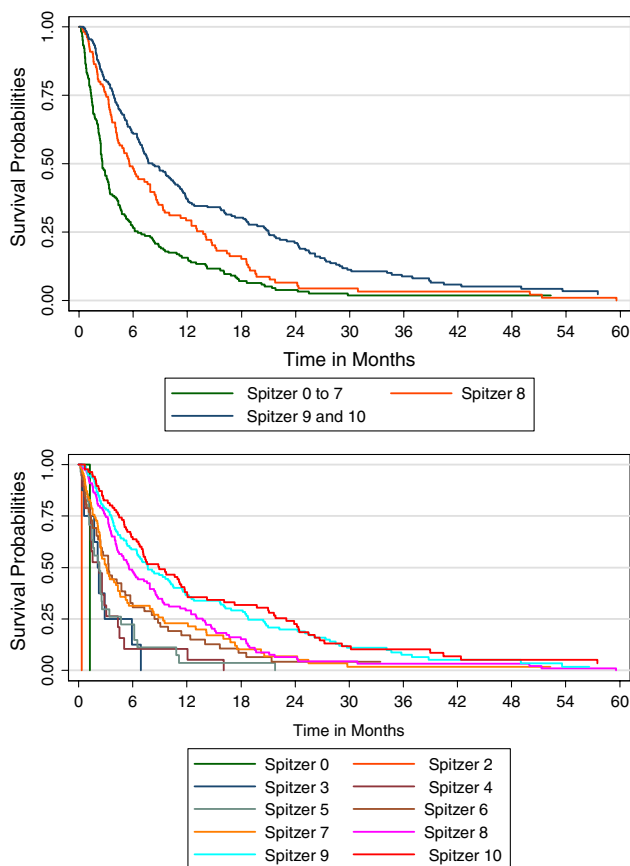 Survival Probabilities
1.00
0.75
0.50
0.25
0.00
0 6 12 18 24 30 36 42 48 54 60
Time in Months
Spitzer 0 to 7 Spitzer 8
Spitzer 9 and 10
Survival Probabilities
1.00
0.75
0.50
0.25
0.00
0 6 12 18 24 30 36 42 48 54 60
Time in Months
Spitzer 0 Spitzer 2
Spitzer 3 Spitzer 4
Spitzer 5 Spitzer 6
Spitzer 7 Spitzer 8
Spitzer 9 Spitzer 10